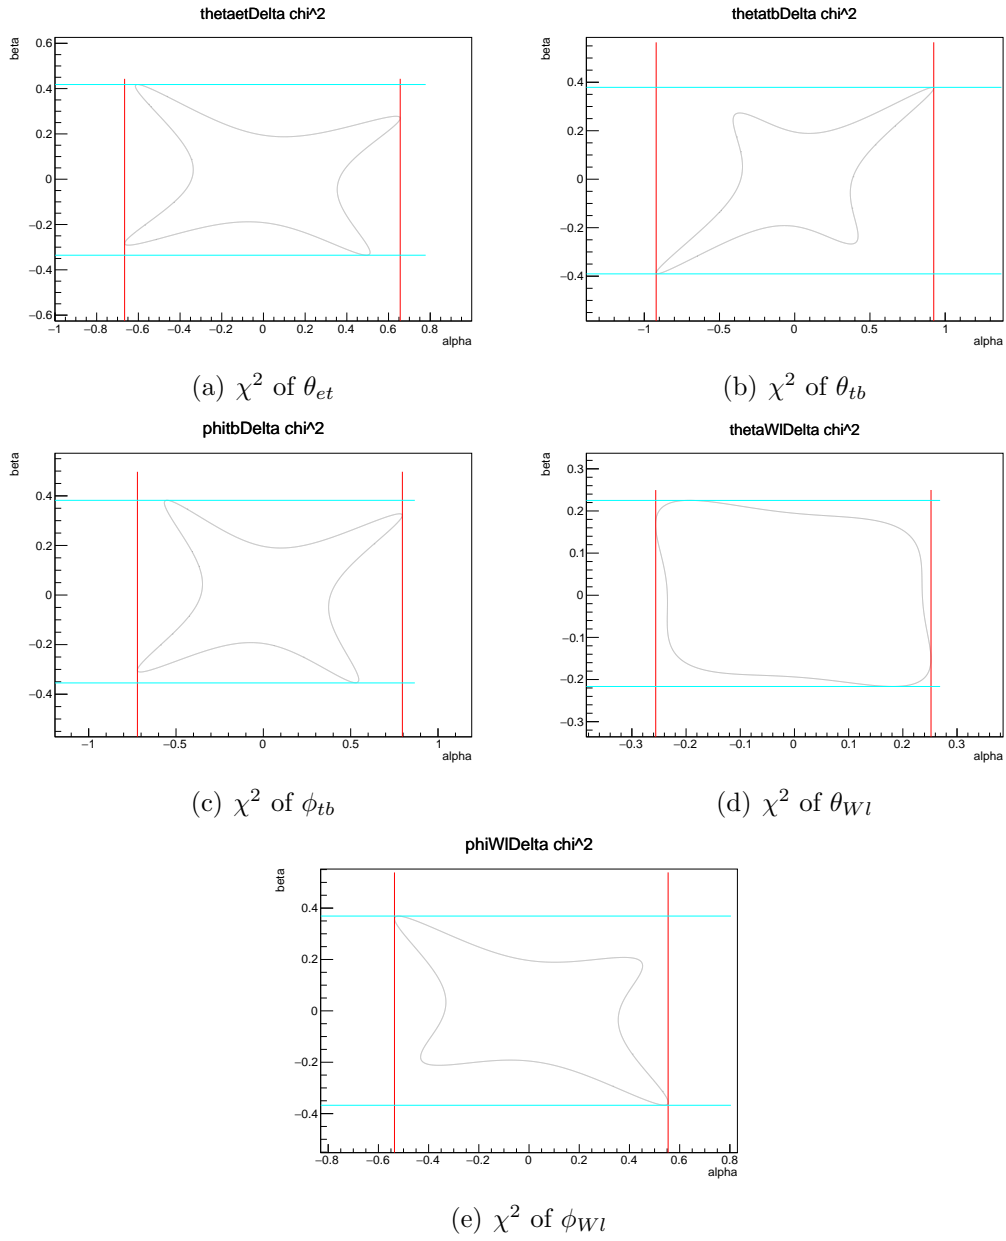 thetaetDelta chi^2
beta
0.6
0.4
0.2
0
−0.2
−0.4
−0.6
−1 −0.8 −0.6 −0.4 −0.2 0 0.2 0.4 0.6 0.8
alpha
(a) χ² of θ_et
thetatbDelta chi^2
beta
0.4
0.2
0
−0.2
−0.4
−1 −0.5 0 0.5 1
alpha
(b) χ² of θ_tb
phitbDelta chi^2
beta
0.4
0.2
0
−0.2
−0.4
−1 −0.5 0 0.5 1
alpha
(c) χ² of ϕ_tb
thetaWlDelta chi^2
beta
0.3
0.2
0.1
0
−0.1
−0.2
−0.3
−0.3 −0.2 −0.1 0 0.1 0.2 0.3
alpha
(d) χ² of θ_Wl
phiWlDelta chi^2
beta
0.4
0.2
0
−0.2
−0.4
−0.8 −0.6 −0.4 −0.2 0 0.2 0.4 0.6 0.8
alpha
(e) χ² of ϕ_Wl